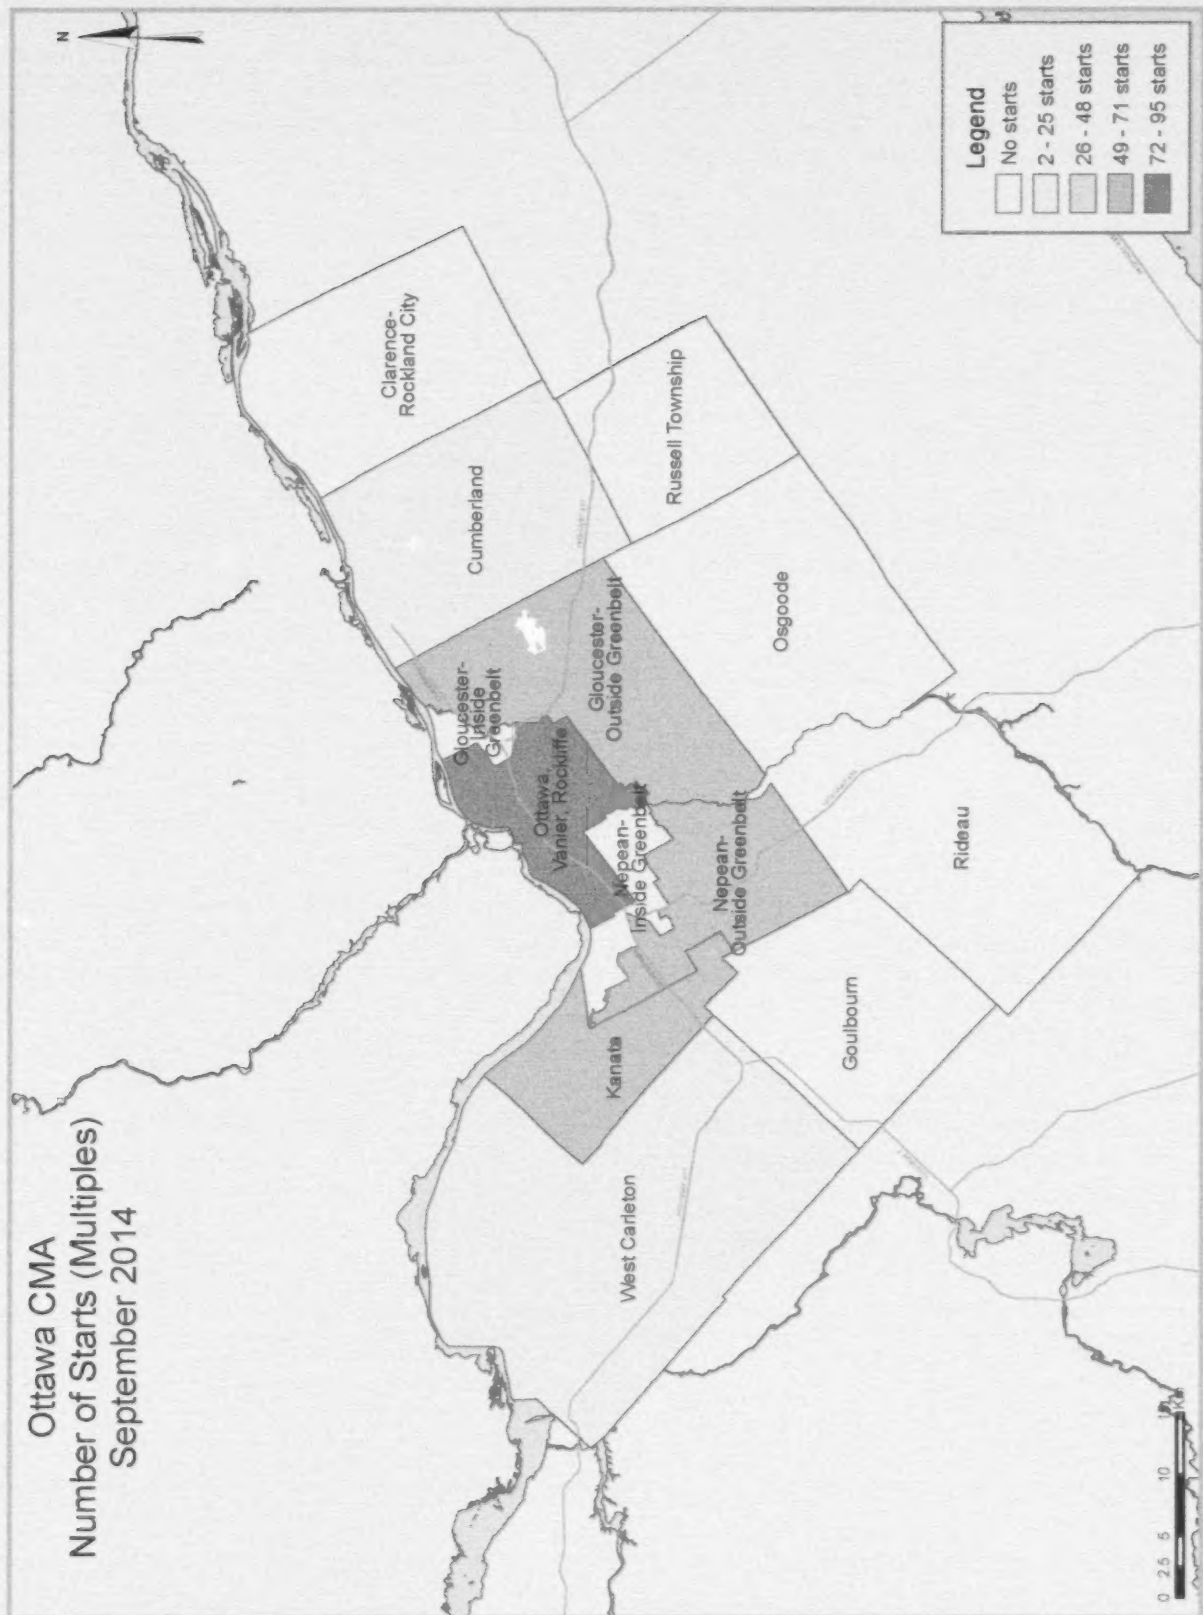 Ottawa CMA
Number of Starts (Multiples)
September 2014
N
Clarence-
Rockland City
Cumberland
Russell Township
Gloucester-
Inside
Greenbelt
Gloucester-
Outside Greenbelt
Osgoode
Ottawa,
Vanier, Rockliffe
Nepean-
Inside Greenbelt
Nepean-
Outside Greenbelt
Rideau
Kanata
Goulbourn
West Carleton
Legend
No starts
2 - 25 starts
26 - 48 starts
49 - 71 starts
72 - 95 starts
0 2.5 5 10